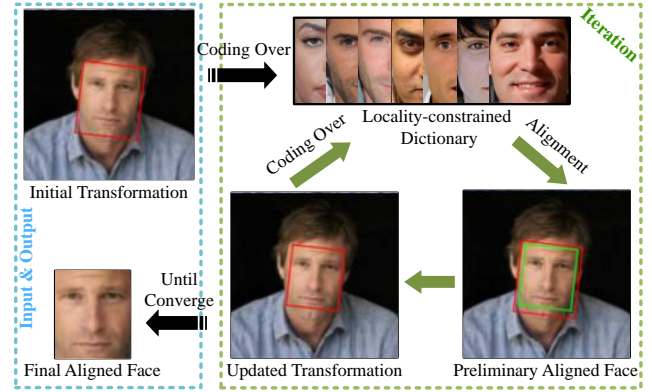 Coding Over
Iteration
Locality-constrained
Dictionary
Initial Transformation
Coding Over
Alignment
Input & Output
Until
Converge
Final Aligned Face
Updated Transformation
Preliminary Aligned Face